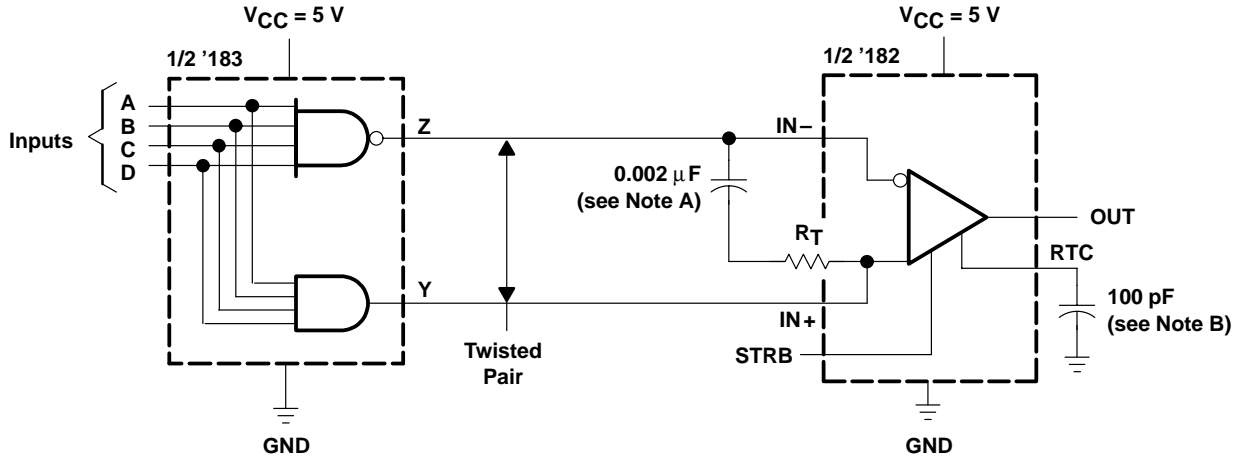 VCC = 5 V
VCC = 5 V
1/2 '183
1/2 '182
Inputs
A
B
C
D
Z
IN−
0.002 μF
(see Note A)
RT
OUT
RTC
Y
IN+
100 pF
(see Note B)
STRB
Twisted
Pair
GND
GND